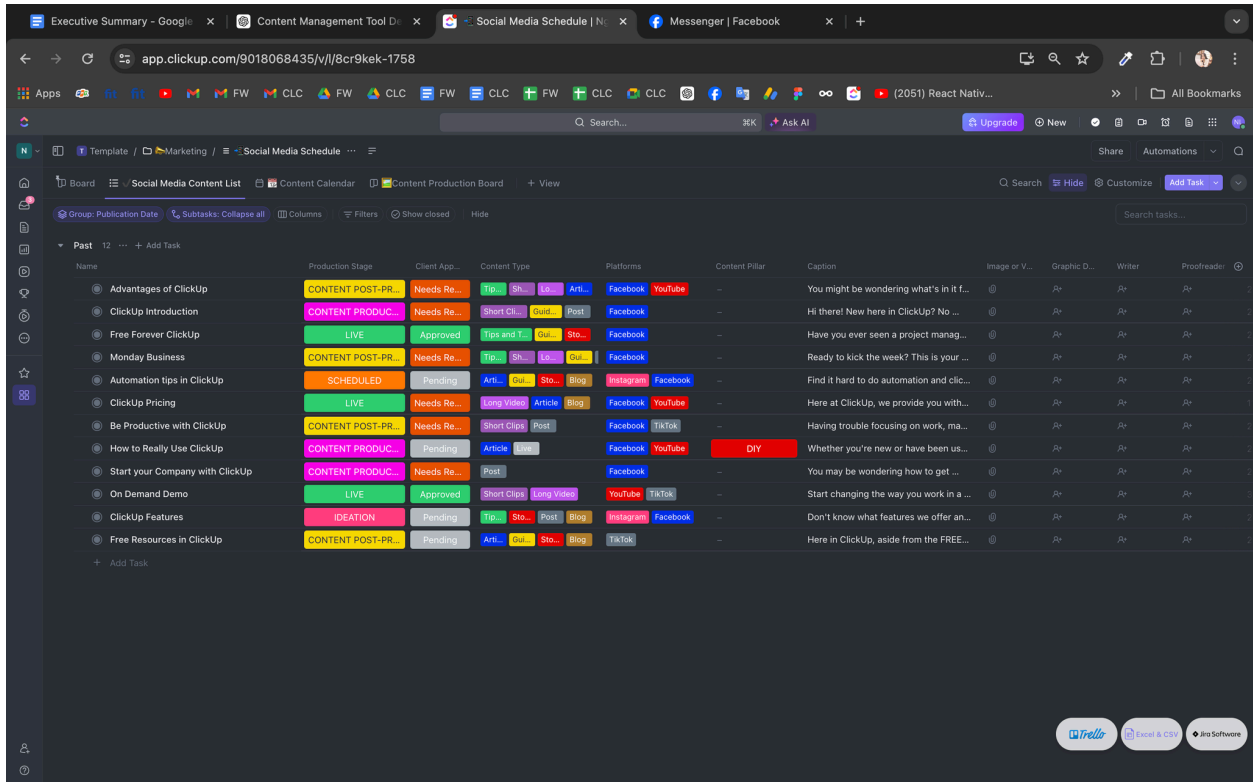 Executive Summary - Google
Content Management Tool De
Social Media Schedule | Ng
Messenger | Facebook
app.clickup.com/9018068435/v/l/8cr9kek-1758
Apps FW CLC FW CLC FW CLC FW CLC CLC (2051) React Nativ... All Bookmarks
Search... ⌘K Ask AI Upgrade New
N Template / Marketing / Social Media Schedule ... Share Automations
Board Social Media Content List Content Calendar Content Production Board + View Search Hide Customize Add Task
Group: Publication Date Subtasks: Collapse all Columns Filters Show closed Hide Search tasks...
Past 12 ... + Add Task
Name Production Stage Client App... Content Type Platforms Content Pillar Caption Image or V... Graphic D... Writer Proofreader
Advantages of ClickUp CONTENT POST-PR... Needs Re... Tip... Sh... Lo... Arti... Facebook YouTube – You might be wondering what's in it f...
ClickUp Introduction CONTENT PRODUC... Needs Re... Short Cli... Guid... Post Facebook – Hi there! New here in ClickUp? No ...
Free Forever ClickUp LIVE Approved Tips and T... Gui... Sto... Facebook – Have you ever seen a project manag...
Monday Business CONTENT POST-PR... Needs Re... Tip... Sh... Lo... Gui... Facebook – Ready to kick the week? This is your ...
Automation tips in ClickUp SCHEDULED Pending Arti... Gui... Sto... Blog Instagram Facebook – Find it hard to do automation and clic...
ClickUp Pricing LIVE Needs Re... Long Video Article Blog Facebook YouTube – Here at ClickUp, we provide you with...
Be Productive with ClickUp CONTENT POST-PR... Needs Re... Short Clips Post Facebook TikTok – Having trouble focusing on work, ma...
How to Really Use ClickUp CONTENT PRODUC... Pending Article Live Facebook YouTube DIY Whether you're new or have been us...
Start your Company with ClickUp CONTENT PRODUC... Needs Re... Post Facebook – You may be wondering how to get ...
On Demand Demo LIVE Approved Short Clips Long Video YouTube TikTok – Start changing the way you work in a ...
ClickUp Features IDEATION Pending Tip... Sto... Post Blog Instagram Facebook – Don't know what features we offer an...
Free Resources in ClickUp CONTENT POST-PR... Pending Arti... Gui... Sto... Blog TikTok – Here in ClickUp, aside from the FREE...
+ Add Task
Trello Excel & CSV Jira Software